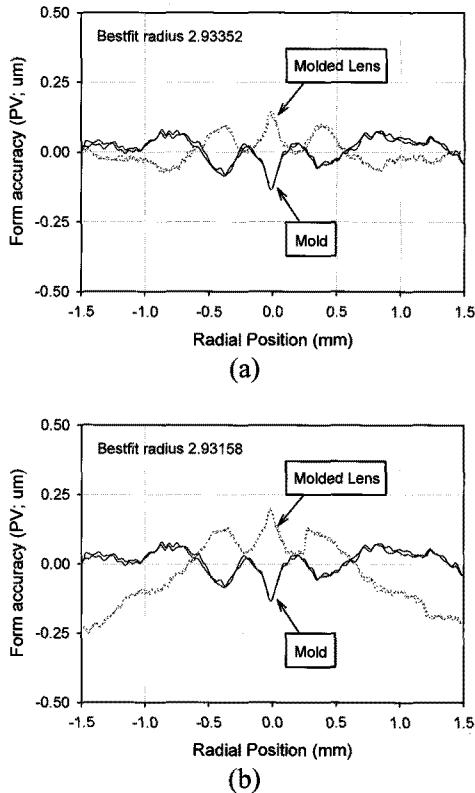 0.50
Bestfit radius 2.93352
Molded Lens
0.25
0.00
-0.25
Mold
-0.50
-1.5 -1.0 -0.5 0.0 0.5 1.0 1.5
Form accuracy (PV; um)
Radial Position (mm)
(a)
0.50
Bestfit radius 2.93158
Molded Lens
0.25
0.00
-0.25
Mold
-0.50
-1.5 -1.0 -0.5 0.0 0.5 1.0 1.5
Form accuracy (PV; um)
Radial Position (mm)
(b)